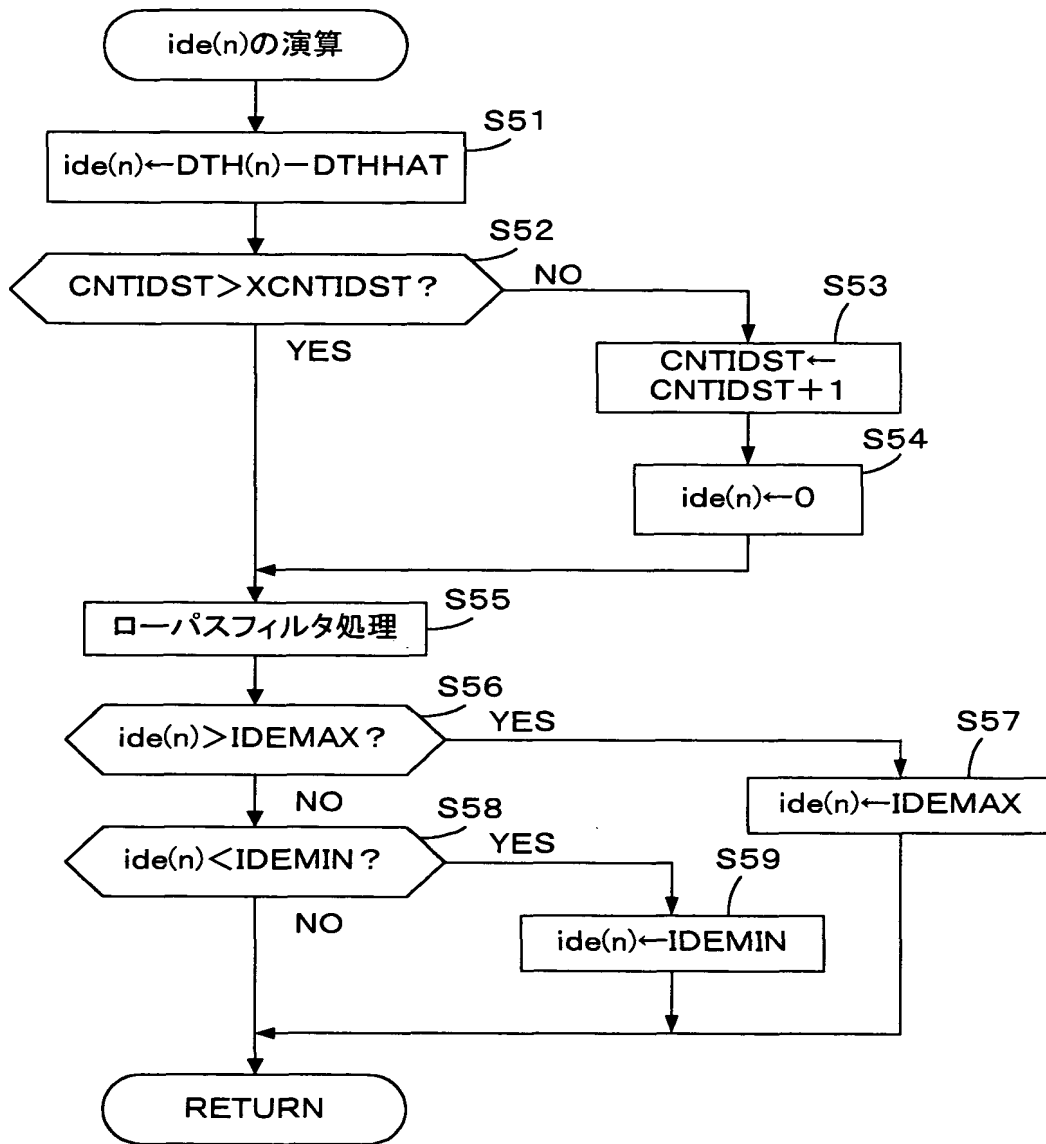 ide(n)の演算
S51
ide(n)←DTH(n)−DTHHAT
S52
CNTIDST>XCNTIDST?
NO
YES
S53
CNTIDST←
CNTIDST+1
S54
ide(n)←0
S55
ローパスフィルタ処理
S56
ide(n)>IDEMAX?
YES
NO
S57
ide(n)←IDEMAX
S58
ide(n)<IDEMIN?
YES
NO
S59
ide(n)←IDEMIN
RETURN